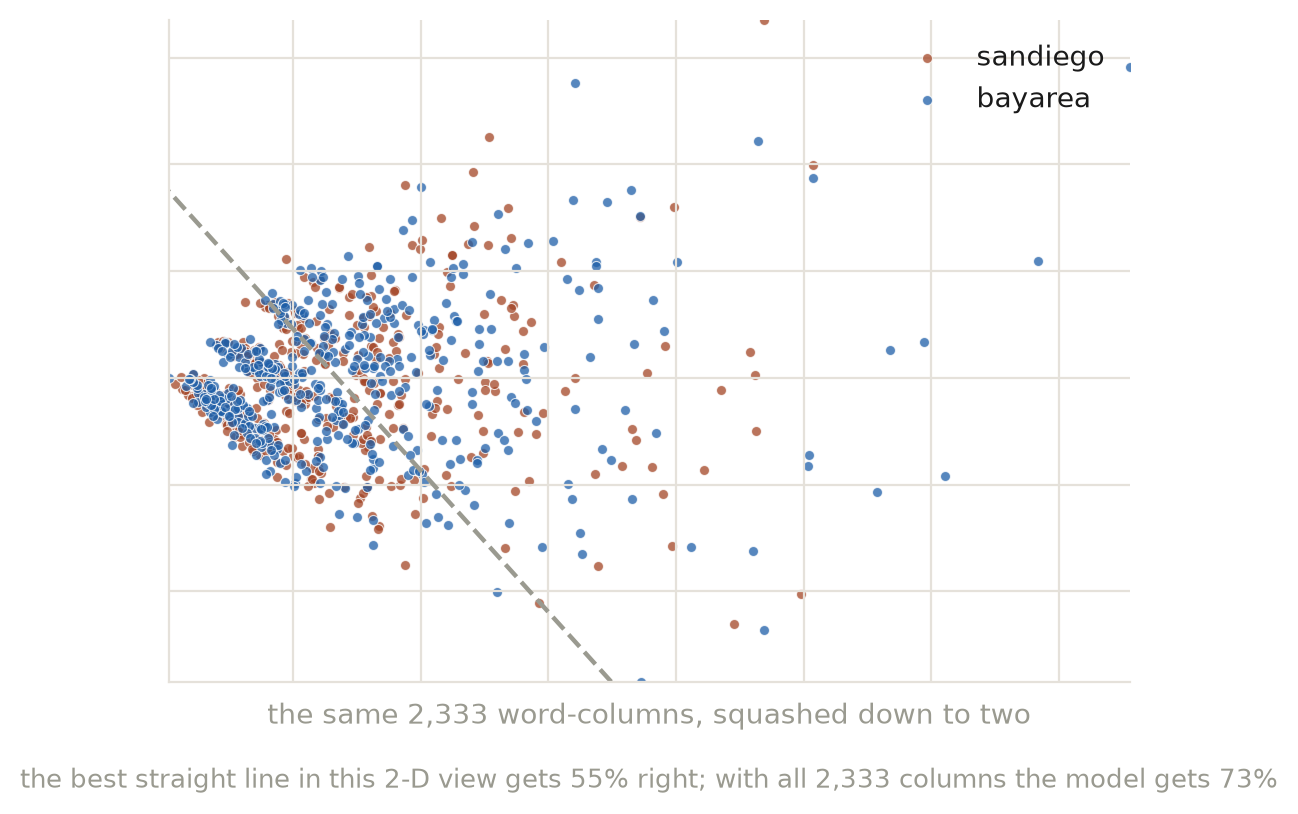 sandiego
bayarea
the same 2,333 word-columns, squashed down to two
the best straight line in this 2-D view gets 55% right; with all 2,333 columns the model gets 73%